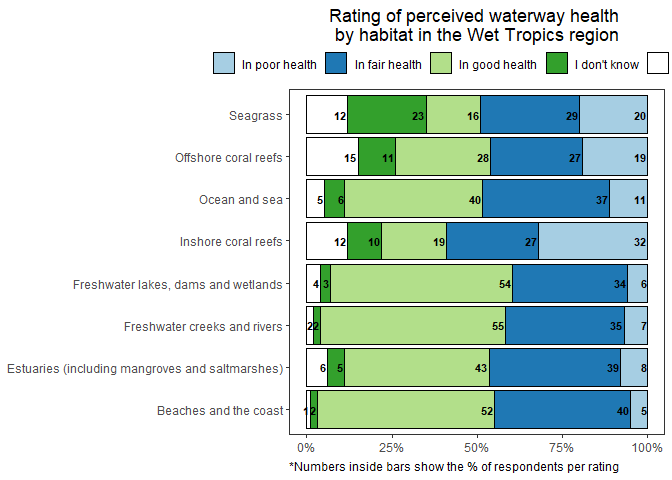 Rating of perceived waterway health
by habitat in the Wet Tropics region
In poor health In fair health In good health I don't know
Seagrass 12 23 16 29 20
Offshore coral reefs 15 11 28 27 19
Ocean and sea 5 6 40 37 11
Inshore coral reefs 12 10 19 27 32
Freshwater lakes, dams and wetlands 4 3 54 34 6
Freshwater creeks and rivers 2 2 55 35 7
Estuaries (including mangroves and saltmarshes) 6 5 43 39 8
Beaches and the coast 1 2 52 40 5
0% 25% 50% 75% 100%
*Numbers inside bars show the % of respondents per rating